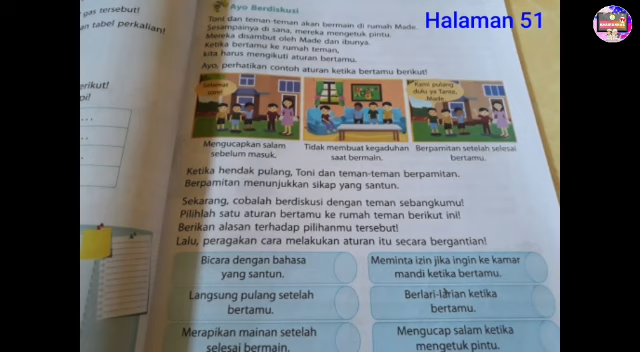 Halaman 51
gas tersebut!
an tabel perkalian!
erikut!
pi!
Ayo Berdiskusi
Toni dan teman-teman akan bermain di rumah Made.
Sesampainya di sana, mereka mengetuk pintu.
Mereka disambut oleh Made dan ibunya.
Ketika bertamu ke rumah teman,
kita harus mengikuti aturan bertamu.
Ayo, perhatikan contoh aturan ketika bertamu berikut!
Selamat
Kami pulang
dulu ya Tante,
Made
Mengucapkan salam
sebelum masuk.
Tidak membuat kegaduhan
saat bermain.
Berpamitan setelah selesai
bertamu.
Ketika hendak pulang, Toni dan teman-teman berpamitan.
Berpamitan menunjukkan sikap yang santun.
Sekarang, cobalah berdiskusi dengan teman sebangkumu!
Pilihlah satu aturan bertamu ke rumah teman berikut ini!
Berikan alasan terhadap pilihanmu tersebut!
Lalu, peragakan cara melakukan aturan itu secara bergantian!
Bicara dengan bahasa
yang santun.
Meminta izin jika ingin ke kamar
mandi ketika bertamu.
Langsung pulang setelah
bertamu.
Berlari-larian ketika
bertamu.
Merapikan mainan setelah
selesai bermain.
Mengucap salam ketika
mengetuk pintu.